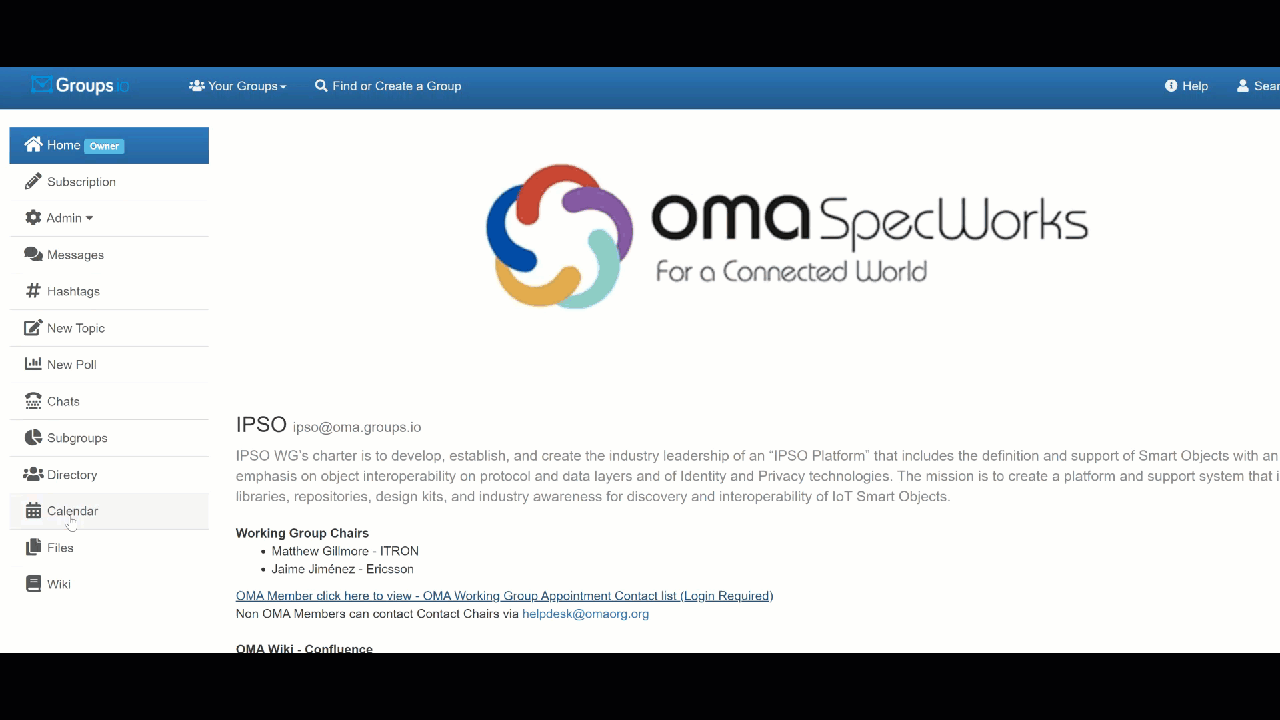 Groups.io
Your Groups
Find or Create a Group
Help
Home Owner
Subscription
Admin
Messages
Hashtags
New Topic
New Poll
Chats
Subgroups
Directory
Calendar
Files
Wiki
oma SpecWorks
For a Connected World
IPSO ipso@oma.groups.io
IPSO WG's charter is to develop, establish, and create the industry leadership of an “IPSO Platform” that includes the definition and support of Smart Objects with an
emphasis on object interoperability on protocol and data layers and of Identity and Privacy technologies. The mission is to create a platform and support system that i
libraries, repositories, design kits, and industry awareness for discovery and interoperability of IoT Smart Objects.
Working Group Chairs
• Matthew Gillmore - ITRON
• Jaime Jiménez - Ericsson
OMA Member click here to view - OMA Working Group Appointment Contact list (Login Required)
Non OMA Members can contact Contact Chairs via helpdesk@omaorg.org
OMA Wiki - Confluence